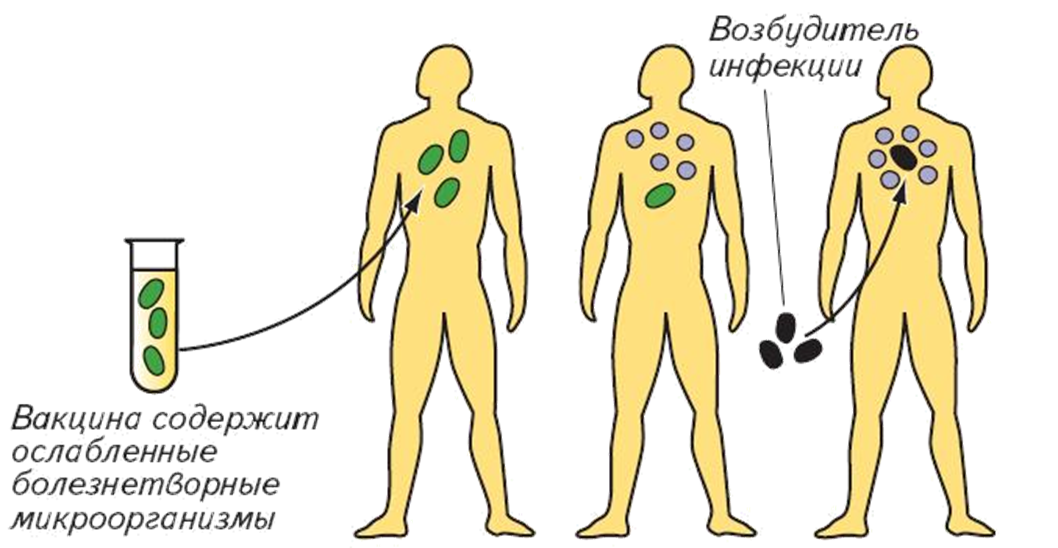 Возбудитель
инфекции
Вакцина содержит
ослабленные
болезнетворные
микроорганизмы